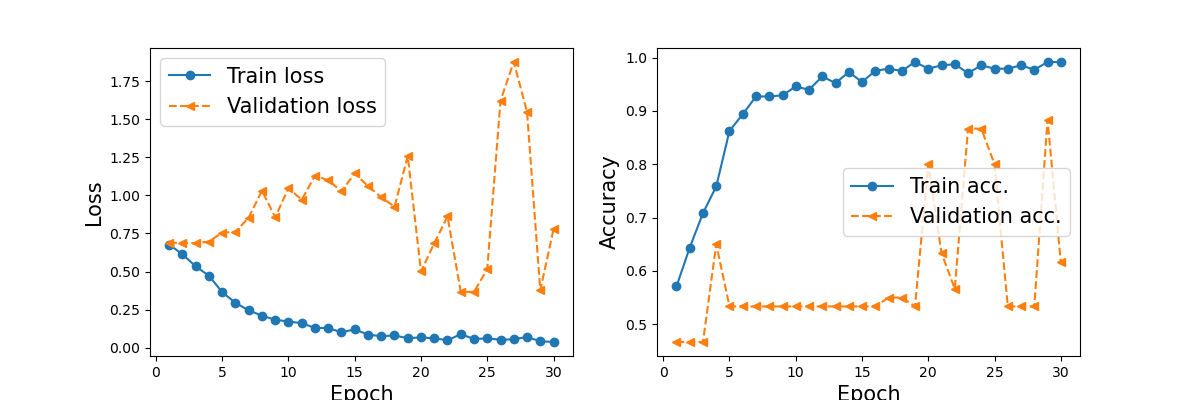 Train loss
Validation loss
Loss
1.75
1.50
1.25
1.00
0.75
0.50
0.25
0.00
0 5 10 15 20 25 30
Epoch
Train acc.
Validation acc.
Accuracy
1.0
0.9
0.8
0.7
0.6
0.5
0 5 10 15 20 25 30
Epoch